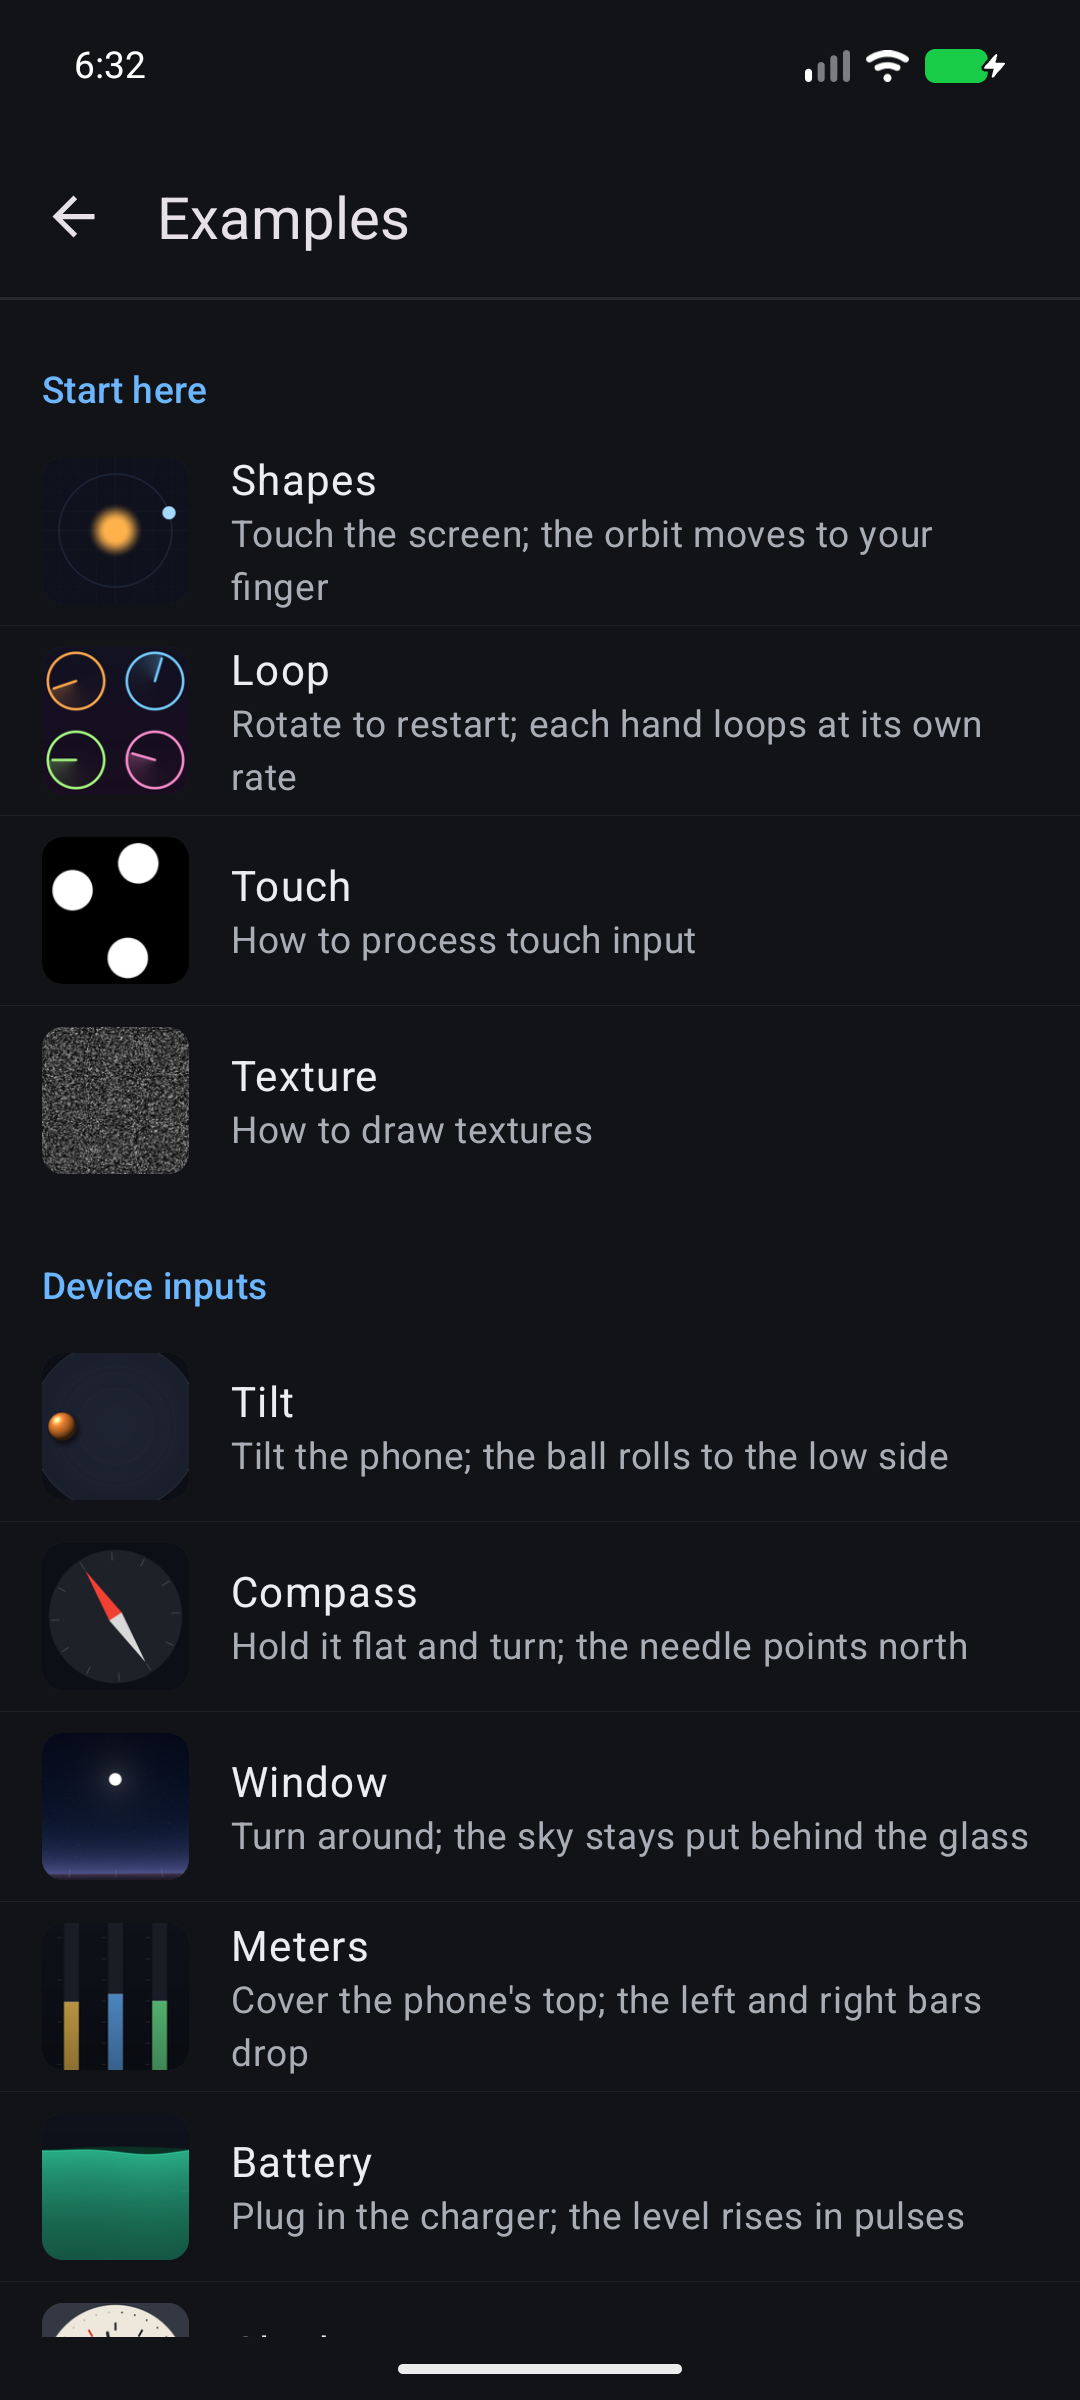 6:32
Examples
Start here
Shapes
Touch the screen; the orbit moves to your
finger
Loop
Rotate to restart; each hand loops at its own
rate
Touch
How to process touch input
Texture
How to draw textures
Device inputs
Tilt
Tilt the phone; the ball rolls to the low side
Compass
Hold it flat and turn; the needle points north
Window
Turn around; the sky stays put behind the glass
Meters
Cover the phone's top; the left and right bars
drop
Battery
Plug in the charger; the level rises in pulses